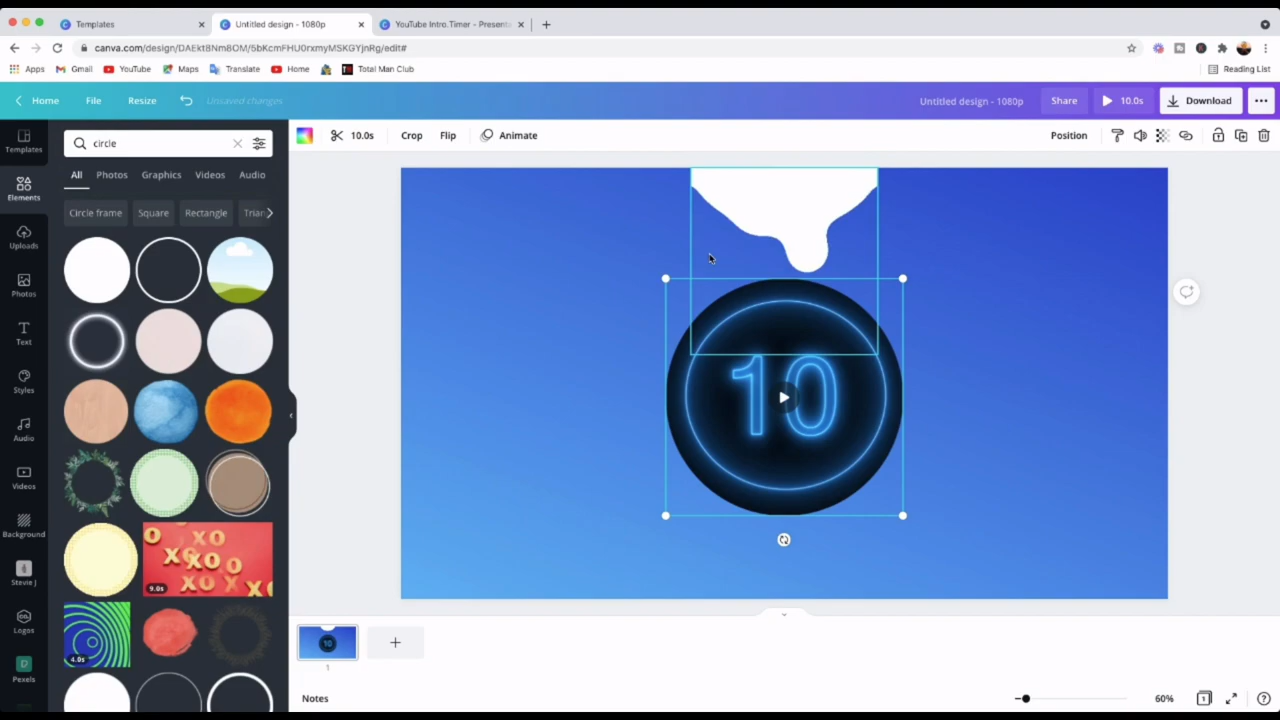 Templates
Untitled design - 1080p
YouTube Intro Timer - Presenta
canva.com/design/DAEkt8Nm8OM/5bKcmFHU0rxmyMSKGYjnRg/edit#
Apps
Gmail
YouTube
Maps
Translate
Home
Total Man Club
Reading List
Home
File
Resize
Unsaved changes
Untitled design - 1080p
Share
10.0s
Download
Templates
circle
10.0s
Crop
Flip
Animate
Position
All
Photos
Graphics
Videos
Audio
Elements
Circle frame
Square
Rectangle
Trian
Uploads
Photos
Text
Styles
Audio
Videos
Background
Stevie J
Logos
Pexels
XO
XO
XO
XO
9.0s
4.0s
10
10
1
Notes
60%
1